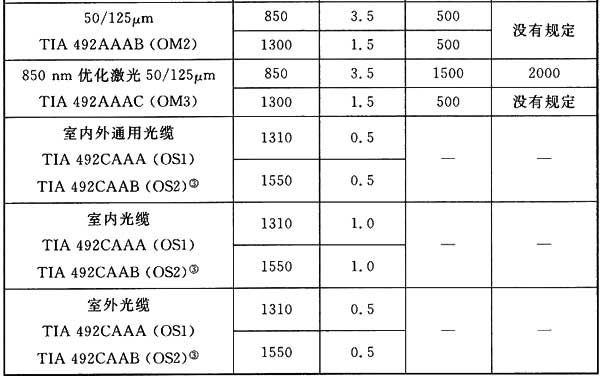 50/125μm
TIA 492AAAB (OM2)
850 3.5 500
1300 1.5 500
没有规定
850 nm 优化激光 50/125μm
TIA 492AAAC (OM3)
850 3.5 1500 2000
1300 1.5 500 没有规定
室内外通用光缆
TIA 492CAAA (OS1)
TIA 492CAAB (OS2)③
1310 0.5
1550 0.5
— —
室内光缆
TIA 492CAAA (OS1)
TIA 492CAAB (OS2)③
1310 1.0
1550 1.0
— —
室外光缆
TIA 492CAAA (OS1)
TIA 492CAAB (OS2)③
1310 0.5
1550 0.5
— —